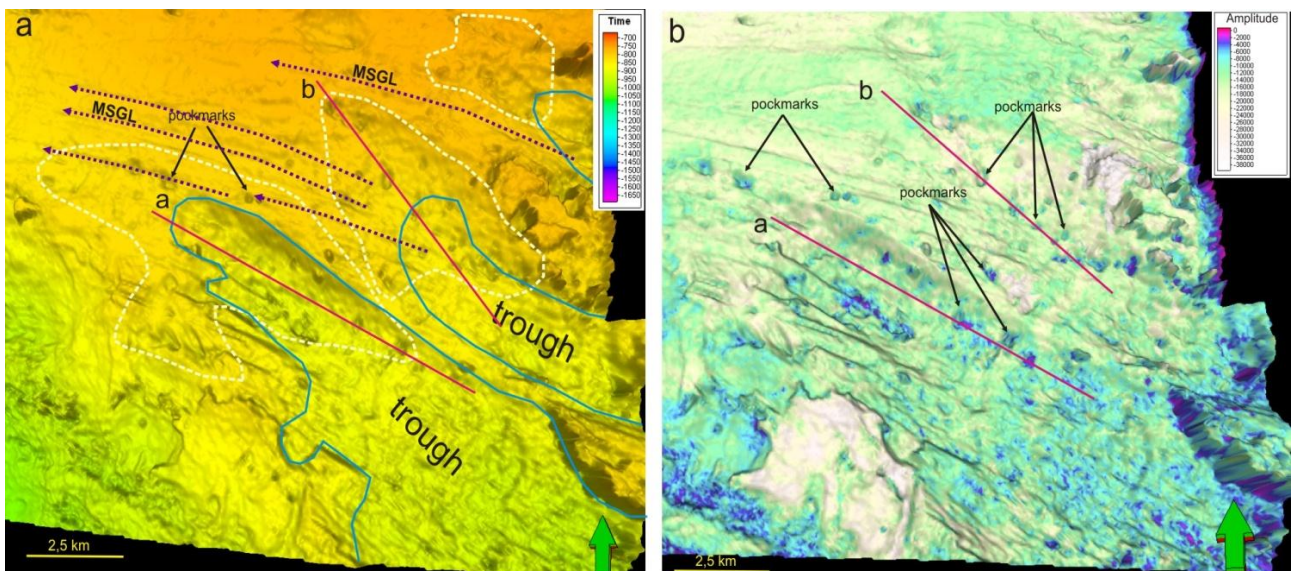 a
Time
-700
-750
-800
-850
-900
-950
-1000
-1050
-1100
-1150
-1200
-1250
-1300
-1350
-1400
-1450
-1500
-1550
-1600
-1650
MSGL
b
MSGL
pockmarks
a
trough
trough
2,5 km
b
Amplitude
0
-2000
-4000
-6000
-8000
-10000
-12000
-14000
-16000
-18000
-20000
-22000
-24000
-26000
-28000
-30000
-32000
-34000
-36000
-38000
b
pockmarks
pockmarks
pockmarks
a
2,5 km